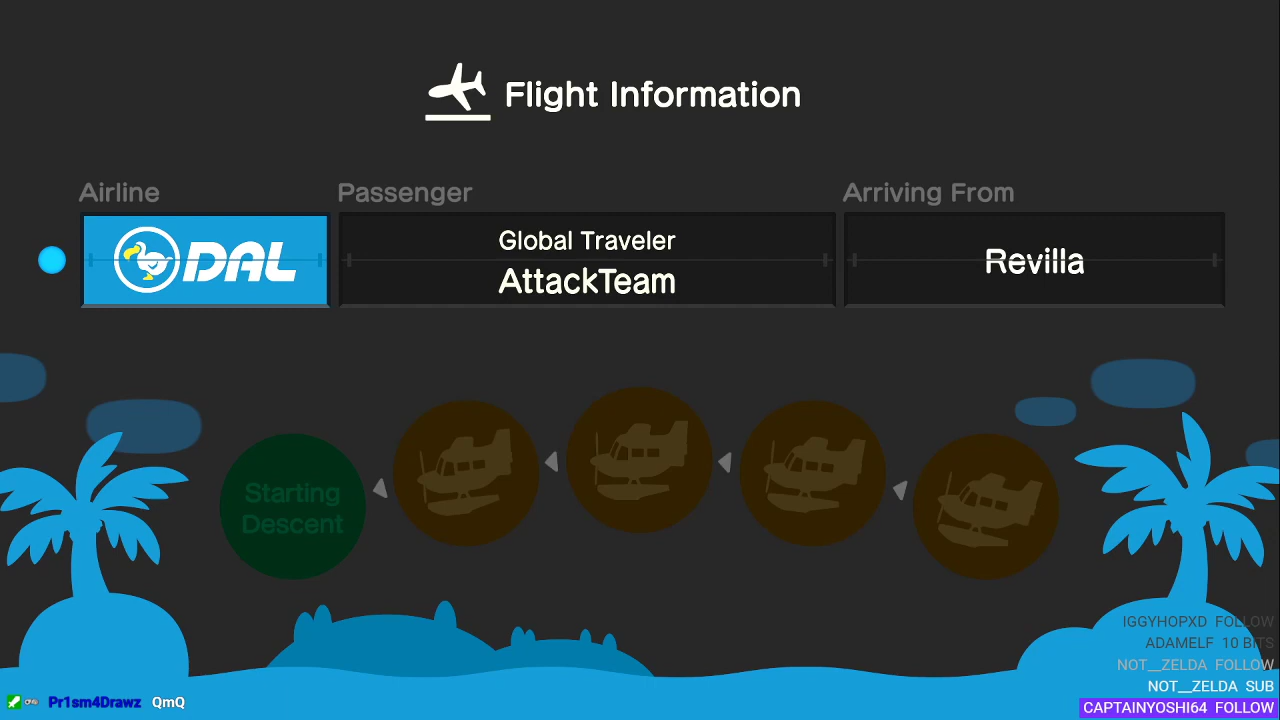 Flight Information
Airline
Passenger
Arriving From
DAL
Global Traveler
AttackTeam
Revilla
Starting
Descent
IGGYHOPXD FOLLOW
ADAMELF 10 BITS
NOT__ZELDA FOLLOW
NOT__ZELDA SUB
CAPTAINYOSHI64 FOLLOW
Pr1sm4Drawz QmQ